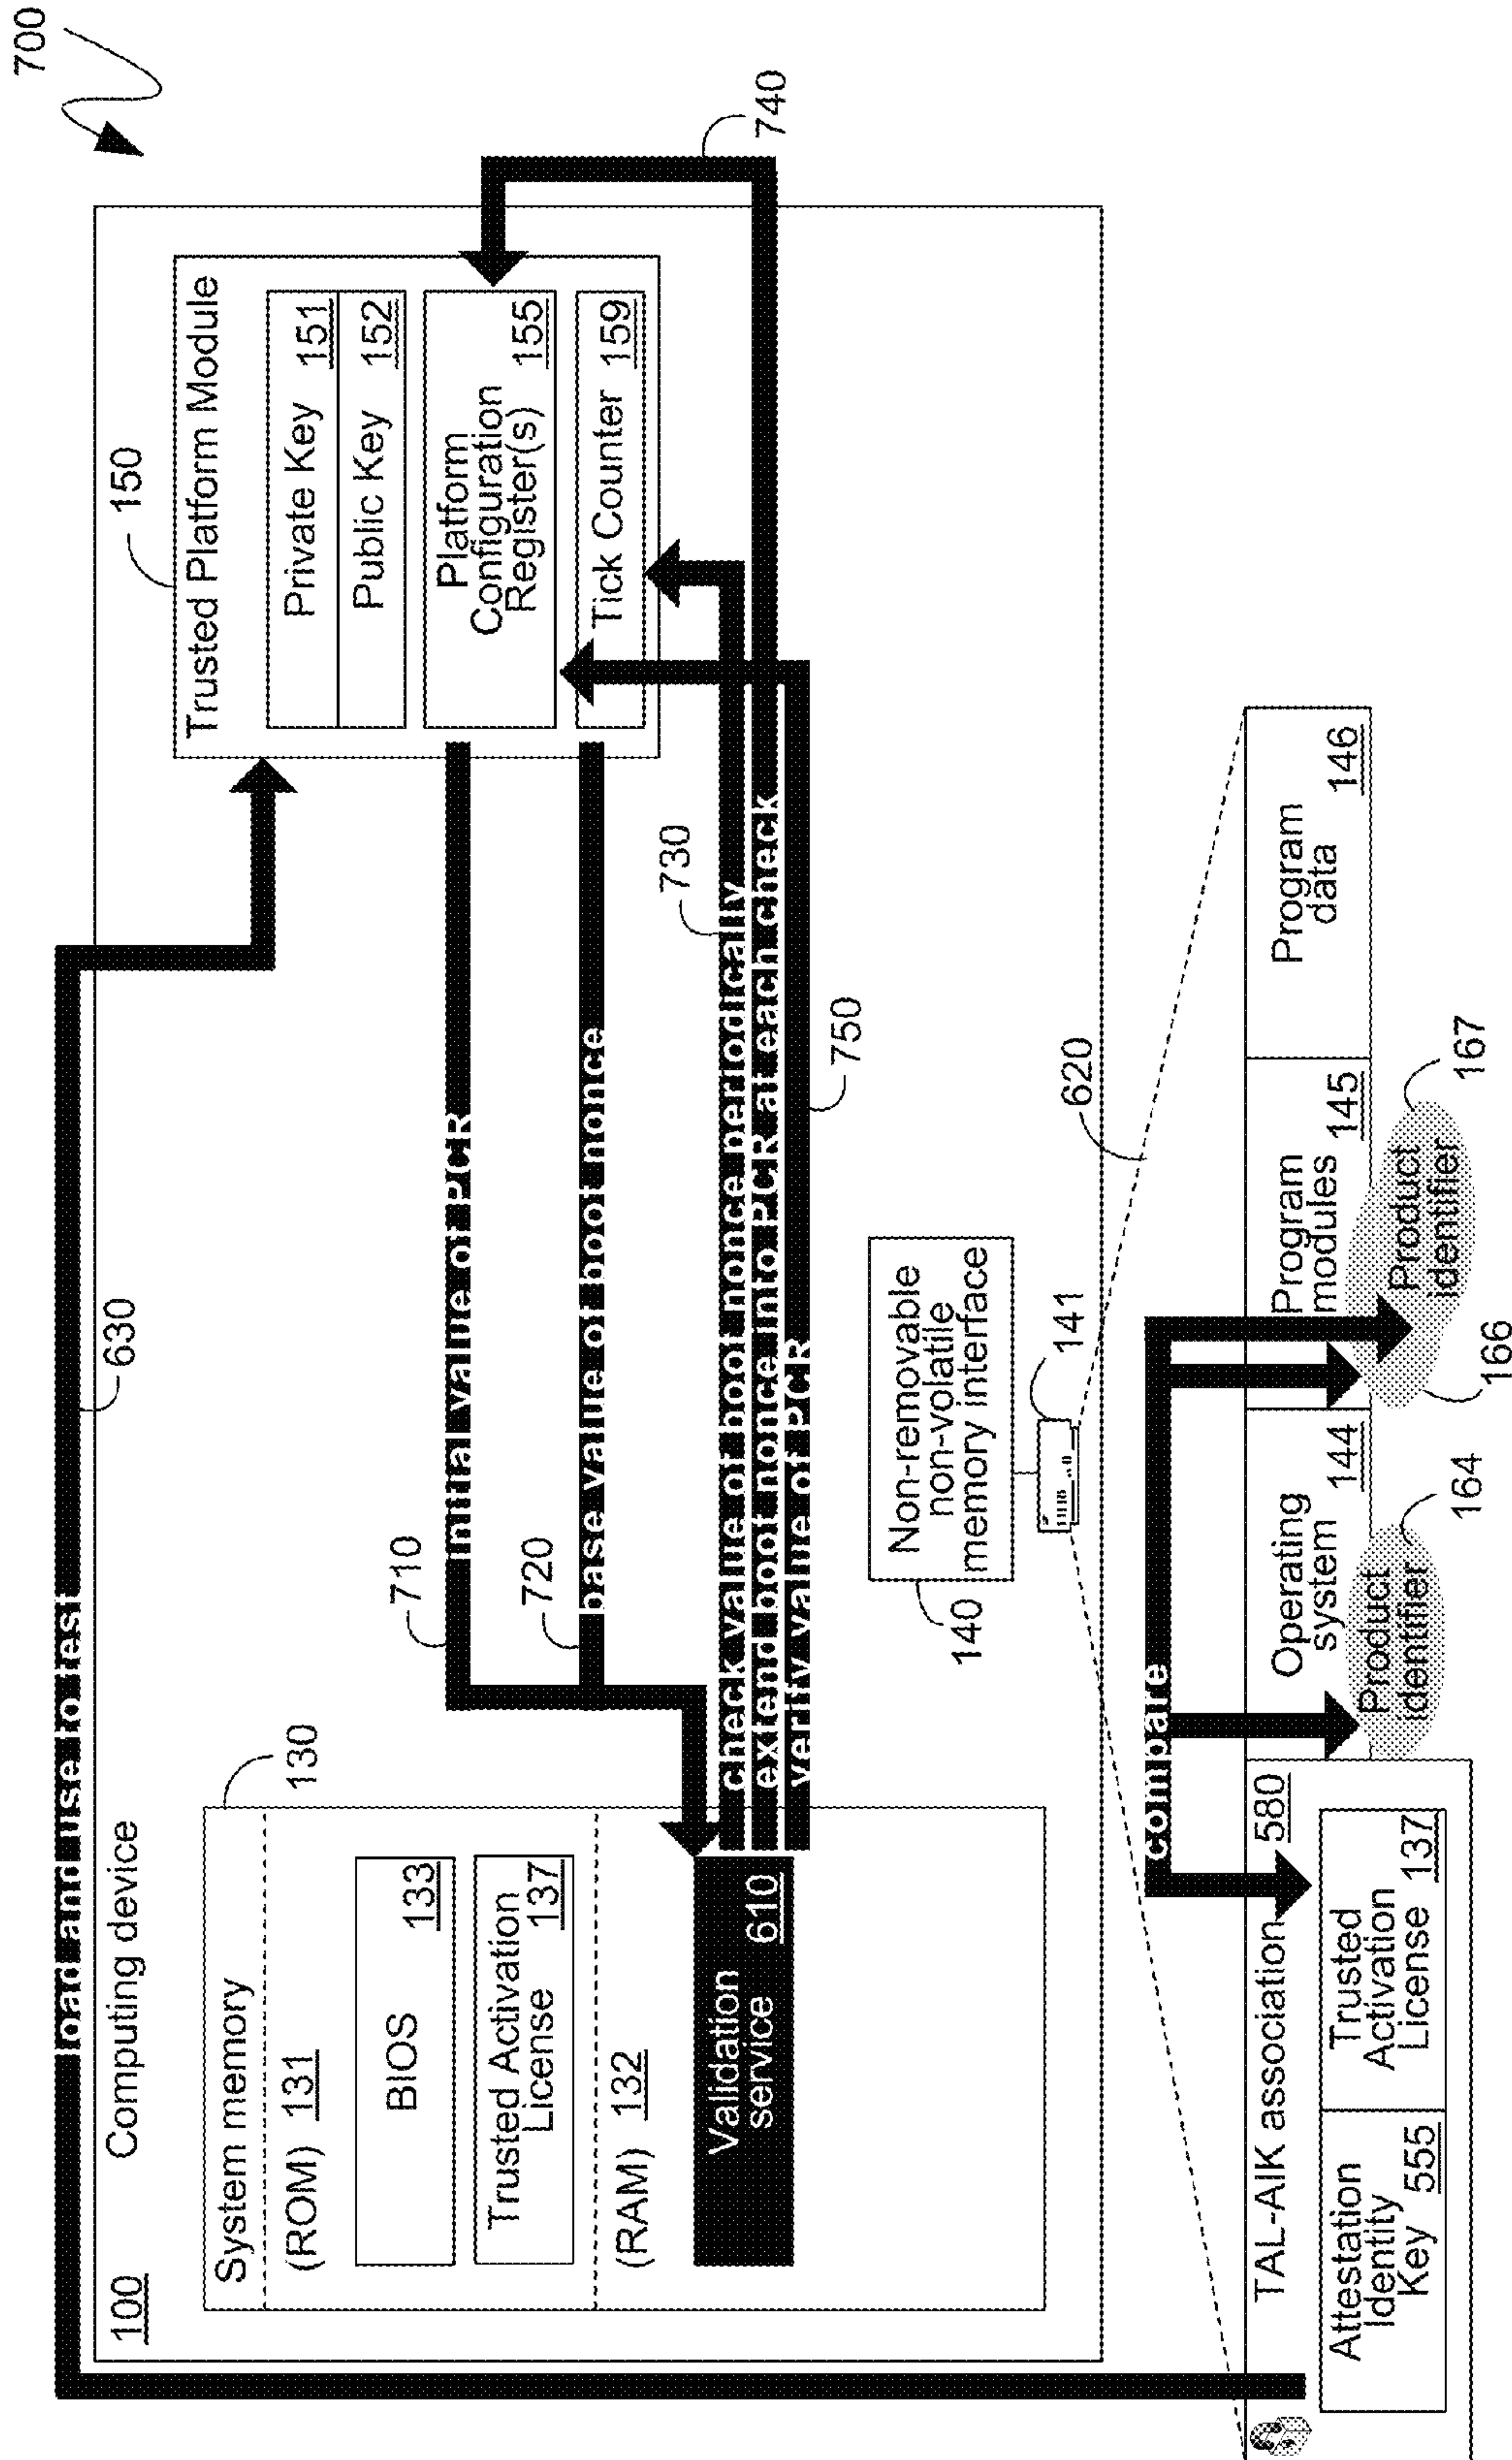 700
load and use to test
630
100
Computing device
System memory
130
(ROM) 131
BIOS
133
Trusted Activation
License 137
(RAM) 132
Validation
service 610
150
Trusted Platform Module
Private Key 151
Public Key 152
Platform
Configuration
Register(s) 155
Tick Counter 159
710
initial value of PCR
720
base value of boot nonce
730
check value of boot nonce periodically
extend boot nonce into PCR at each check
verify value of PCR
740
750
140
Non-removable
non-volatile
memory interface
141
620
compare
TAL-AIK association 580
Attestation
Identity
Key 555
Trusted
Activation
License 137
Operating
system 144
Product
identifier
164
Program
modules 145
Product
identifier
166
167
Program
data 146